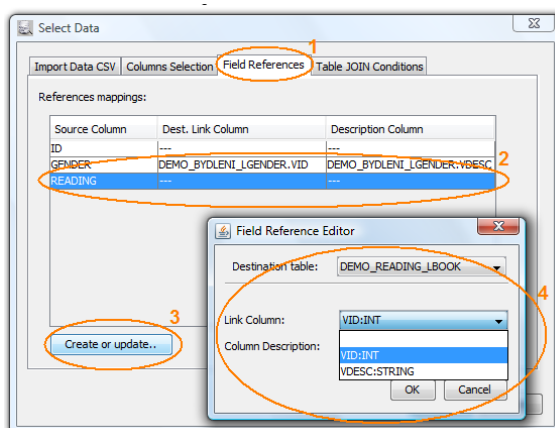 Select Data
1
Import Data CSV Columns Selection Field References Table JOIN Conditions
References mappings:
Source Column Dest. Link Column Description Column
ID --- ---
GENDER DEMO_BYDLENI_LGENDER.VID DEMO_BYDLENI_LGENDER.VDESC
2
READING --- ---
Field Reference Editor
Destination table: DEMO_READING_LBOOK
4
3
Link Column: VID:INT
Create or update..
Column Description:
VID:INT
VDESC:STRING
OK Cancel